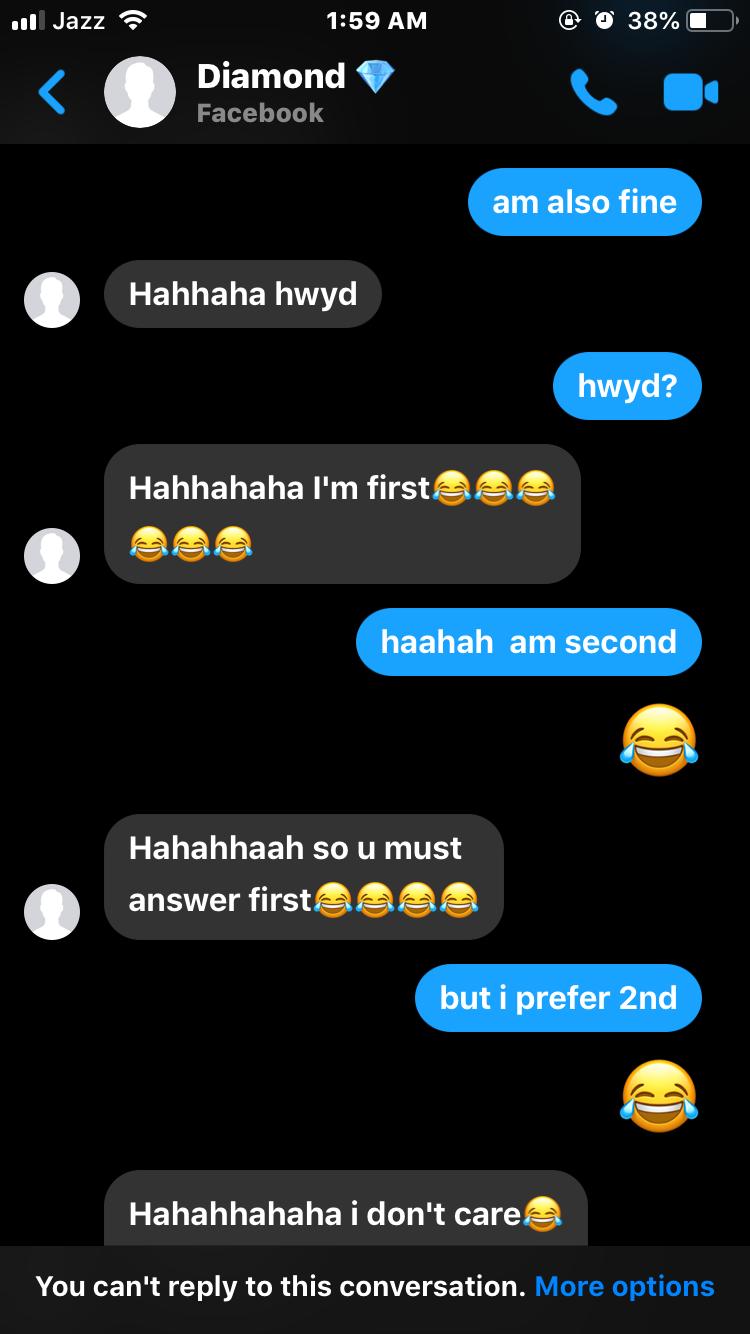 Jazz 1:59 AM 38%
Diamond 💎
Facebook
am also fine
Hahhaha hwyd
hwyd?
Hahhahaha I'm first😂😂😂
😂😂😂
haahah  am second
😂
Hahahhaah so u must
answer first😂😂😂😂
but i prefer 2nd
😂
Hahahhahaha i don't care😂
You can't reply to this conversation. More options